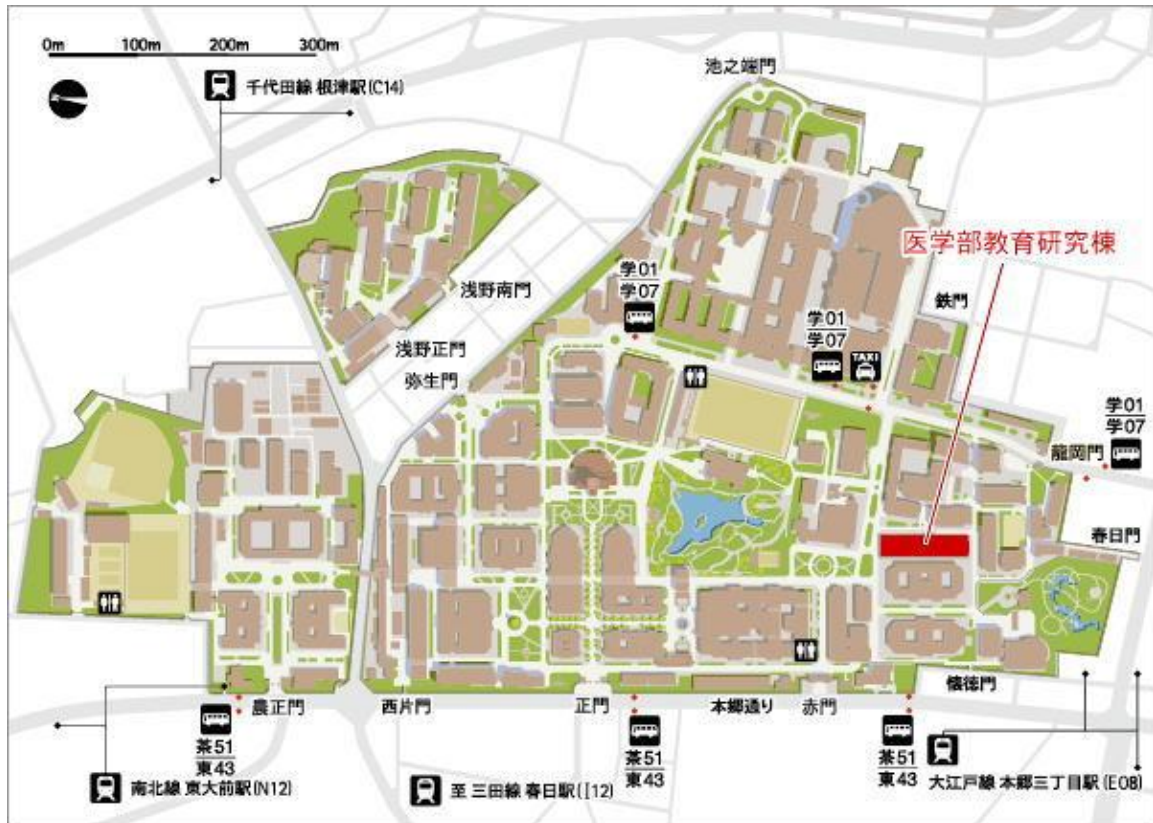 0m 100m 200m 300m
千代田線 根津駅(C14)
池之端門
医学部教育研究棟
学01
学07
浅野南門
鉄門
学01
学07
TAXI
浅野正門
弥生門
学01
学07
龍岡門
春日門
懐徳門
農正門
西片門
正門
本郷通り
赤門
茶51
東43
茶51
東43
茶51
東43
南北線 東大前駅(N12)
至 三田線 春日駅([12)
大江戸線 本郷三丁目駅(E08)